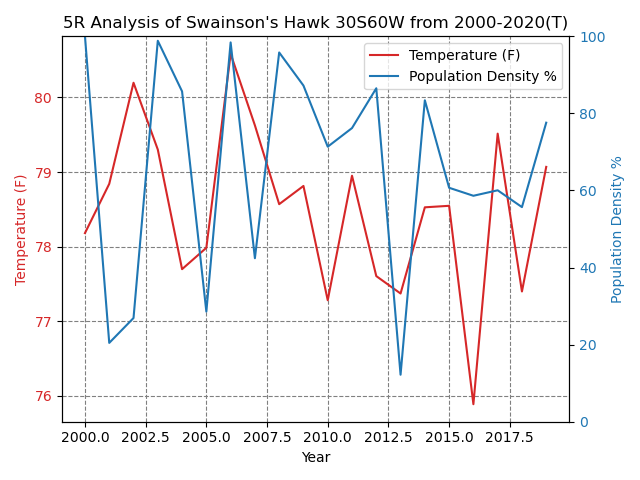 5R Analysis of Swainson's Hawk 30S60W from 2000-2020(T)
Temperature (F)
Population Density %
80
79
78
77
76
Temperature (F)
100
80
60
40
20
0
Population Density %
2000.0 2002.5 2005.0 2007.5 2010.0 2012.5 2015.0 2017.5
Year